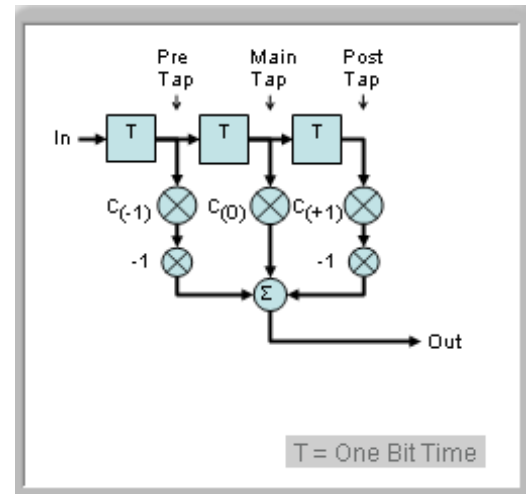 Pre Main Post
Tap Tap Tap
In T T T
C(-1) C(0) C(+1)
-1 -1
Σ
Out
T = One Bit Time